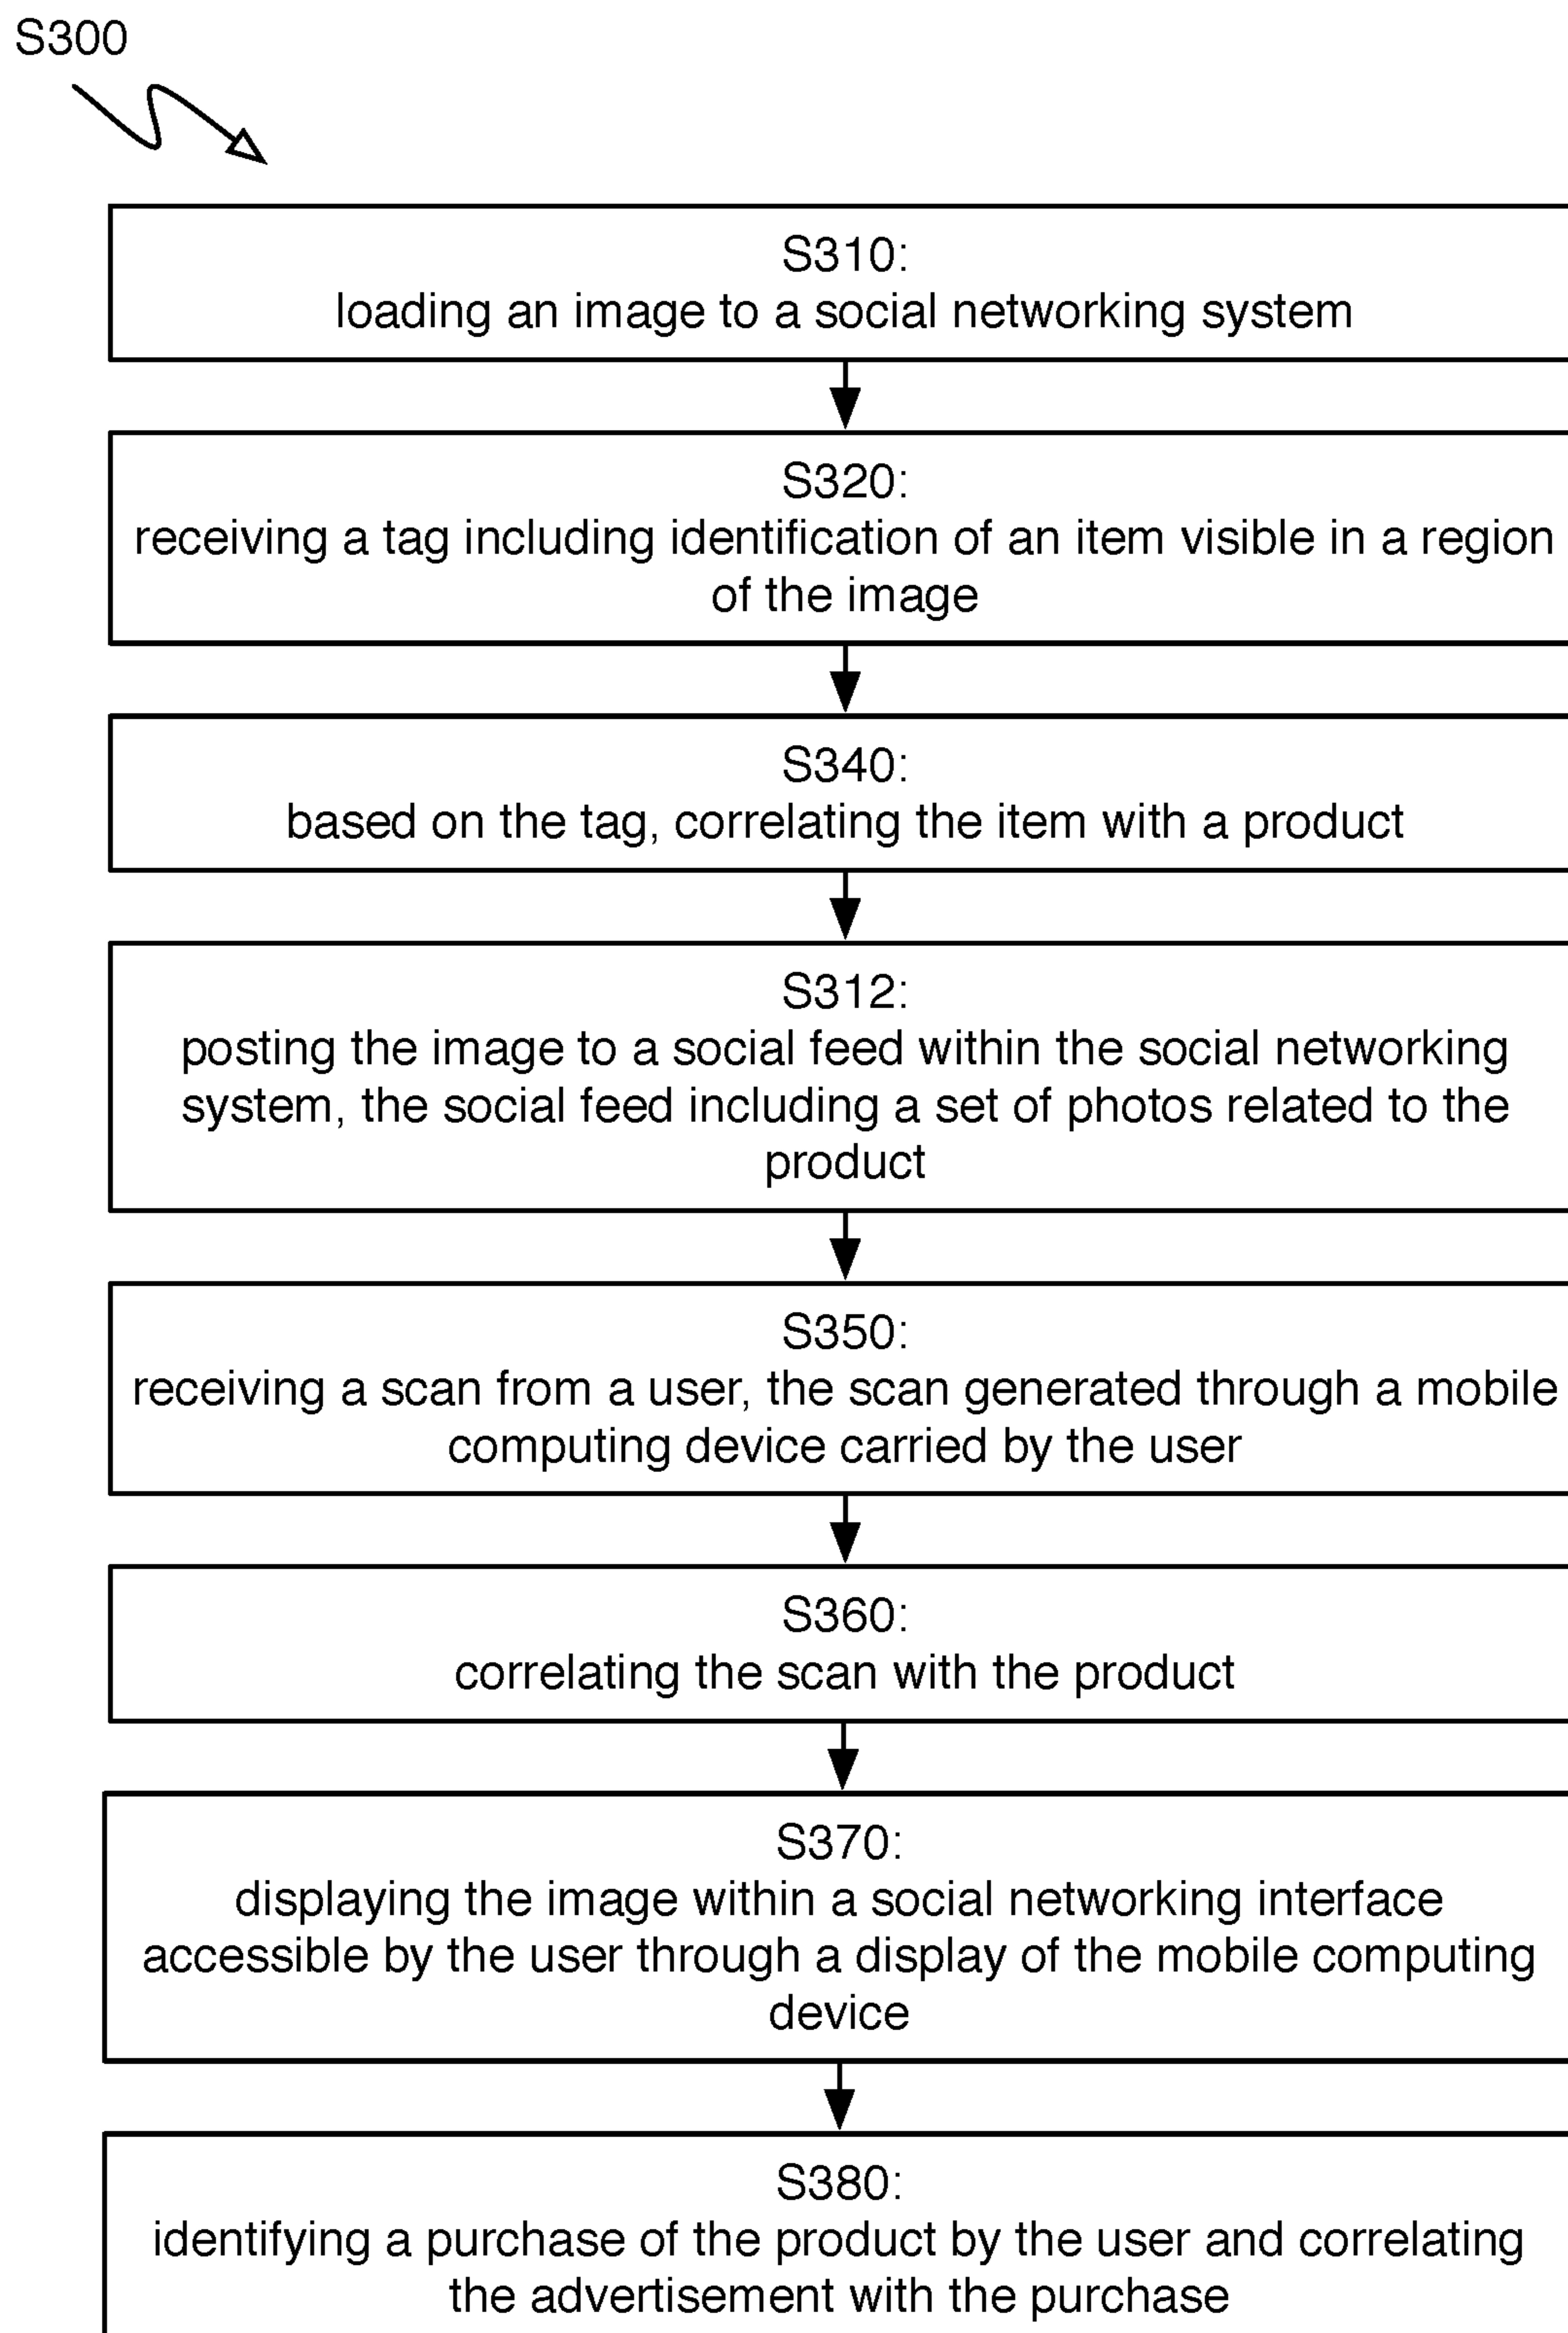 S300
S310:
loading an image to a social networking system
S320:
receiving a tag including identification of an item visible in a region
of the image
S340:
based on the tag, correlating the item with a product
S312:
posting the image to a social feed within the social networking
system, the social feed including a set of photos related to the
product
S350:
receiving a scan from a user, the scan generated through a mobile
computing device carried by the user
S360:
correlating the scan with the product
S370:
displaying the image within a social networking interface
accessible by the user through a display of the mobile computing
device
S380:
identifying a purchase of the product by the user and correlating
the advertisement with the purchase